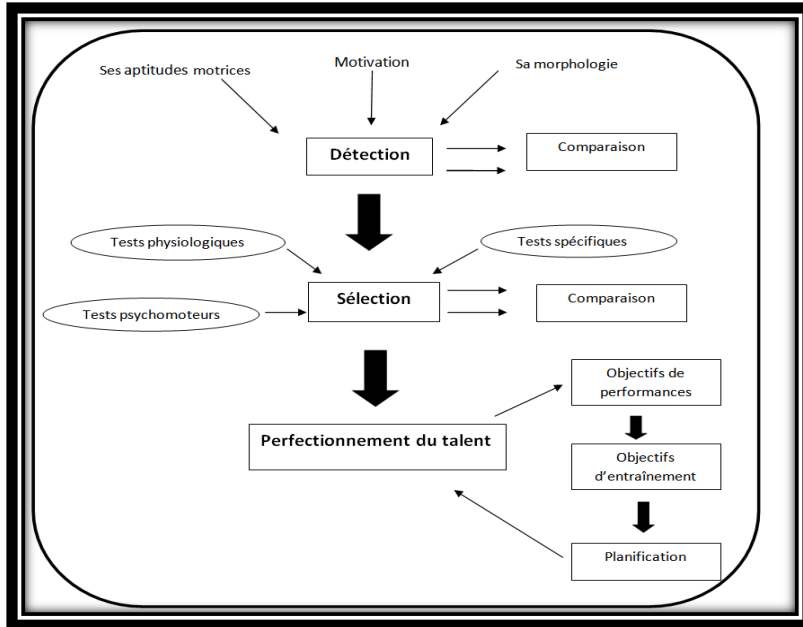 Ses aptitudes motrices
Motivation
Sa morphologie
Détection
Comparaison
Tests physiologiques
Tests spécifiques
Sélection
Comparaison
Tests psychomoteurs
Objectifs de
performances
Perfectionnement du talent
Objectifs
d'entraînement
Planification